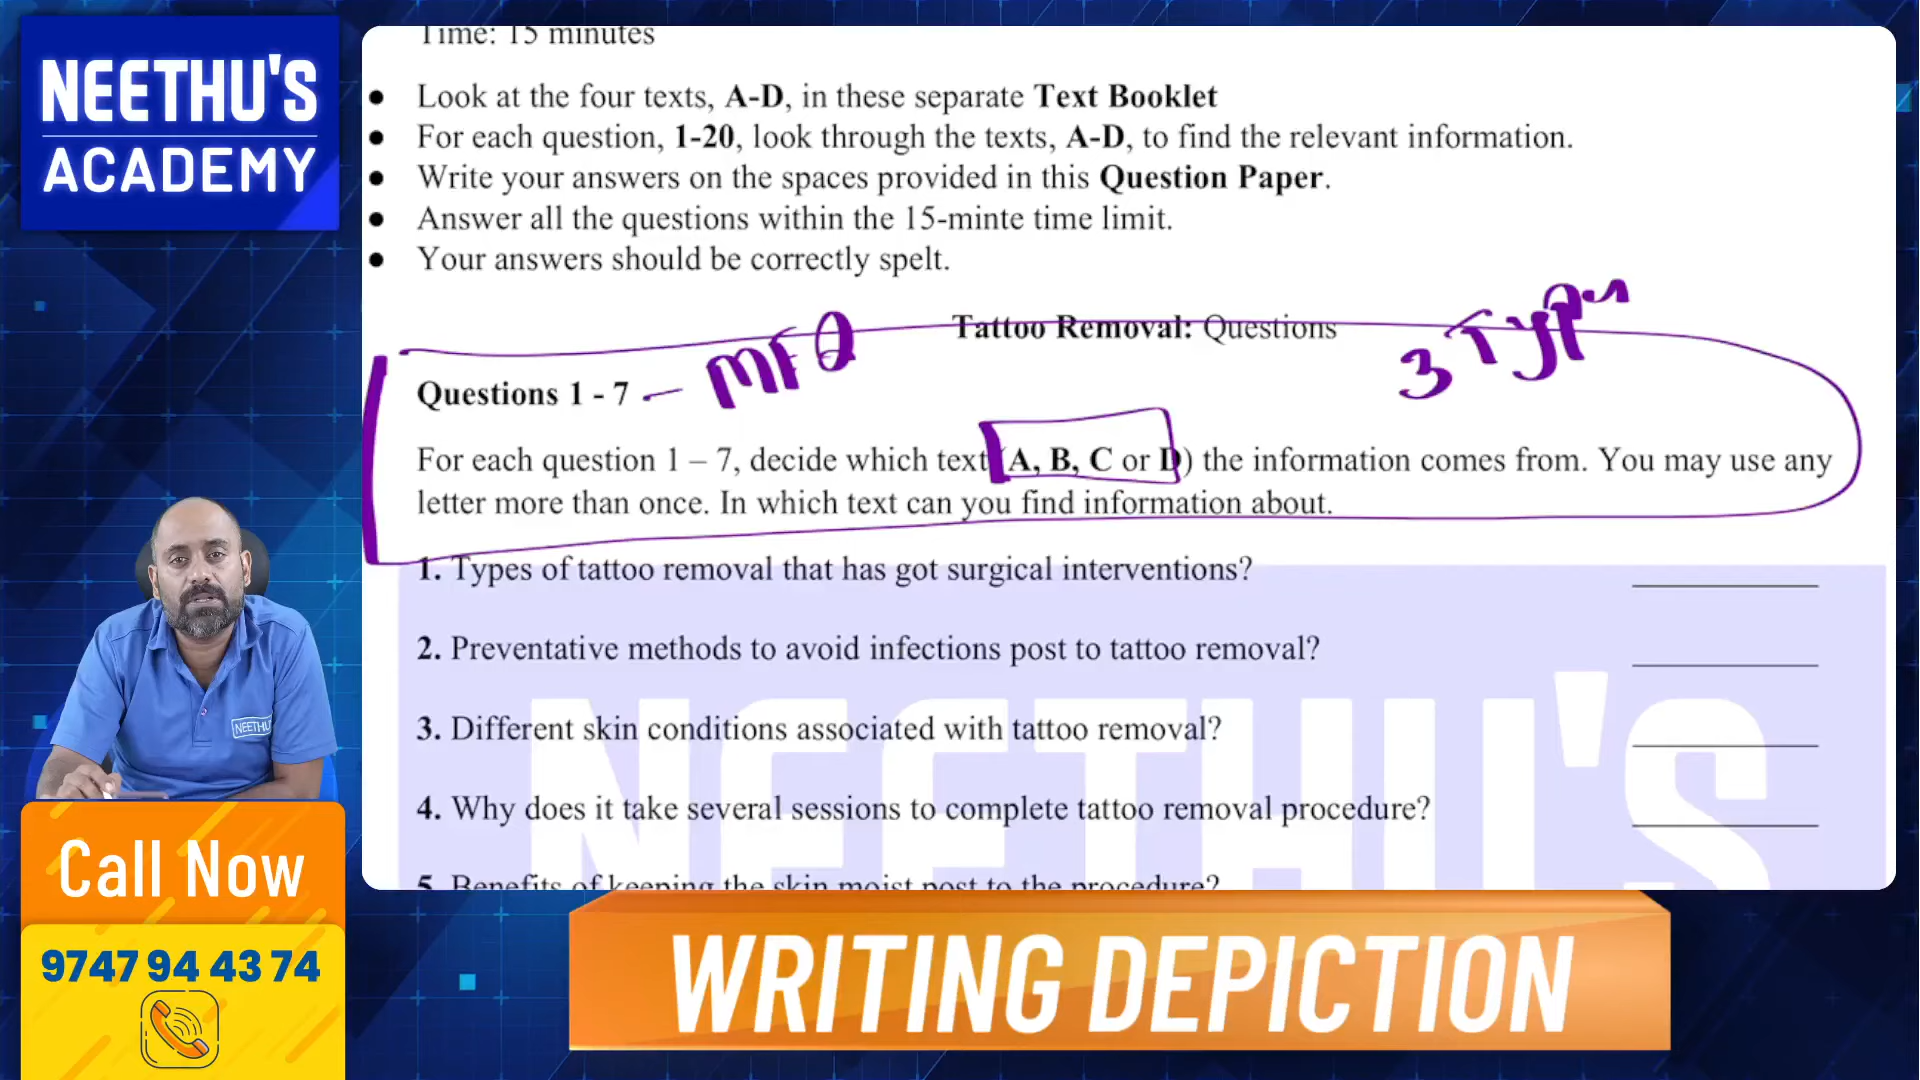 NEETHU'S
ACADEMY
Time: 15 minutes
● Look at the four texts, A-D, in these separate Text Booklet
● For each question, 1-20, look through the texts, A-D, to find the relevant information.
● Write your answers on the spaces provided in this Question Paper.
● Answer all the questions within the 15-minte time limit.
● Your answers should be correctly spelt.
Tattoo Removal: Questions
3 Types
Questions 1 - 7 - MFQ
For each question 1 – 7, decide which text (A, B, C or D) the information comes from. You may use any
letter more than once. In which text can you find information about.
1. Types of tattoo removal that has got surgical interventions?
2. Preventative methods to avoid infections post to tattoo removal?
3. Different skin conditions associated with tattoo removal?
4. Why does it take several sessions to complete tattoo removal procedure?
5. Benefits of keeping the skin moist post to the procedure?
NEETHU'S
NEETHU
Call Now
9747 94 43 74
WRITING DEPICTION